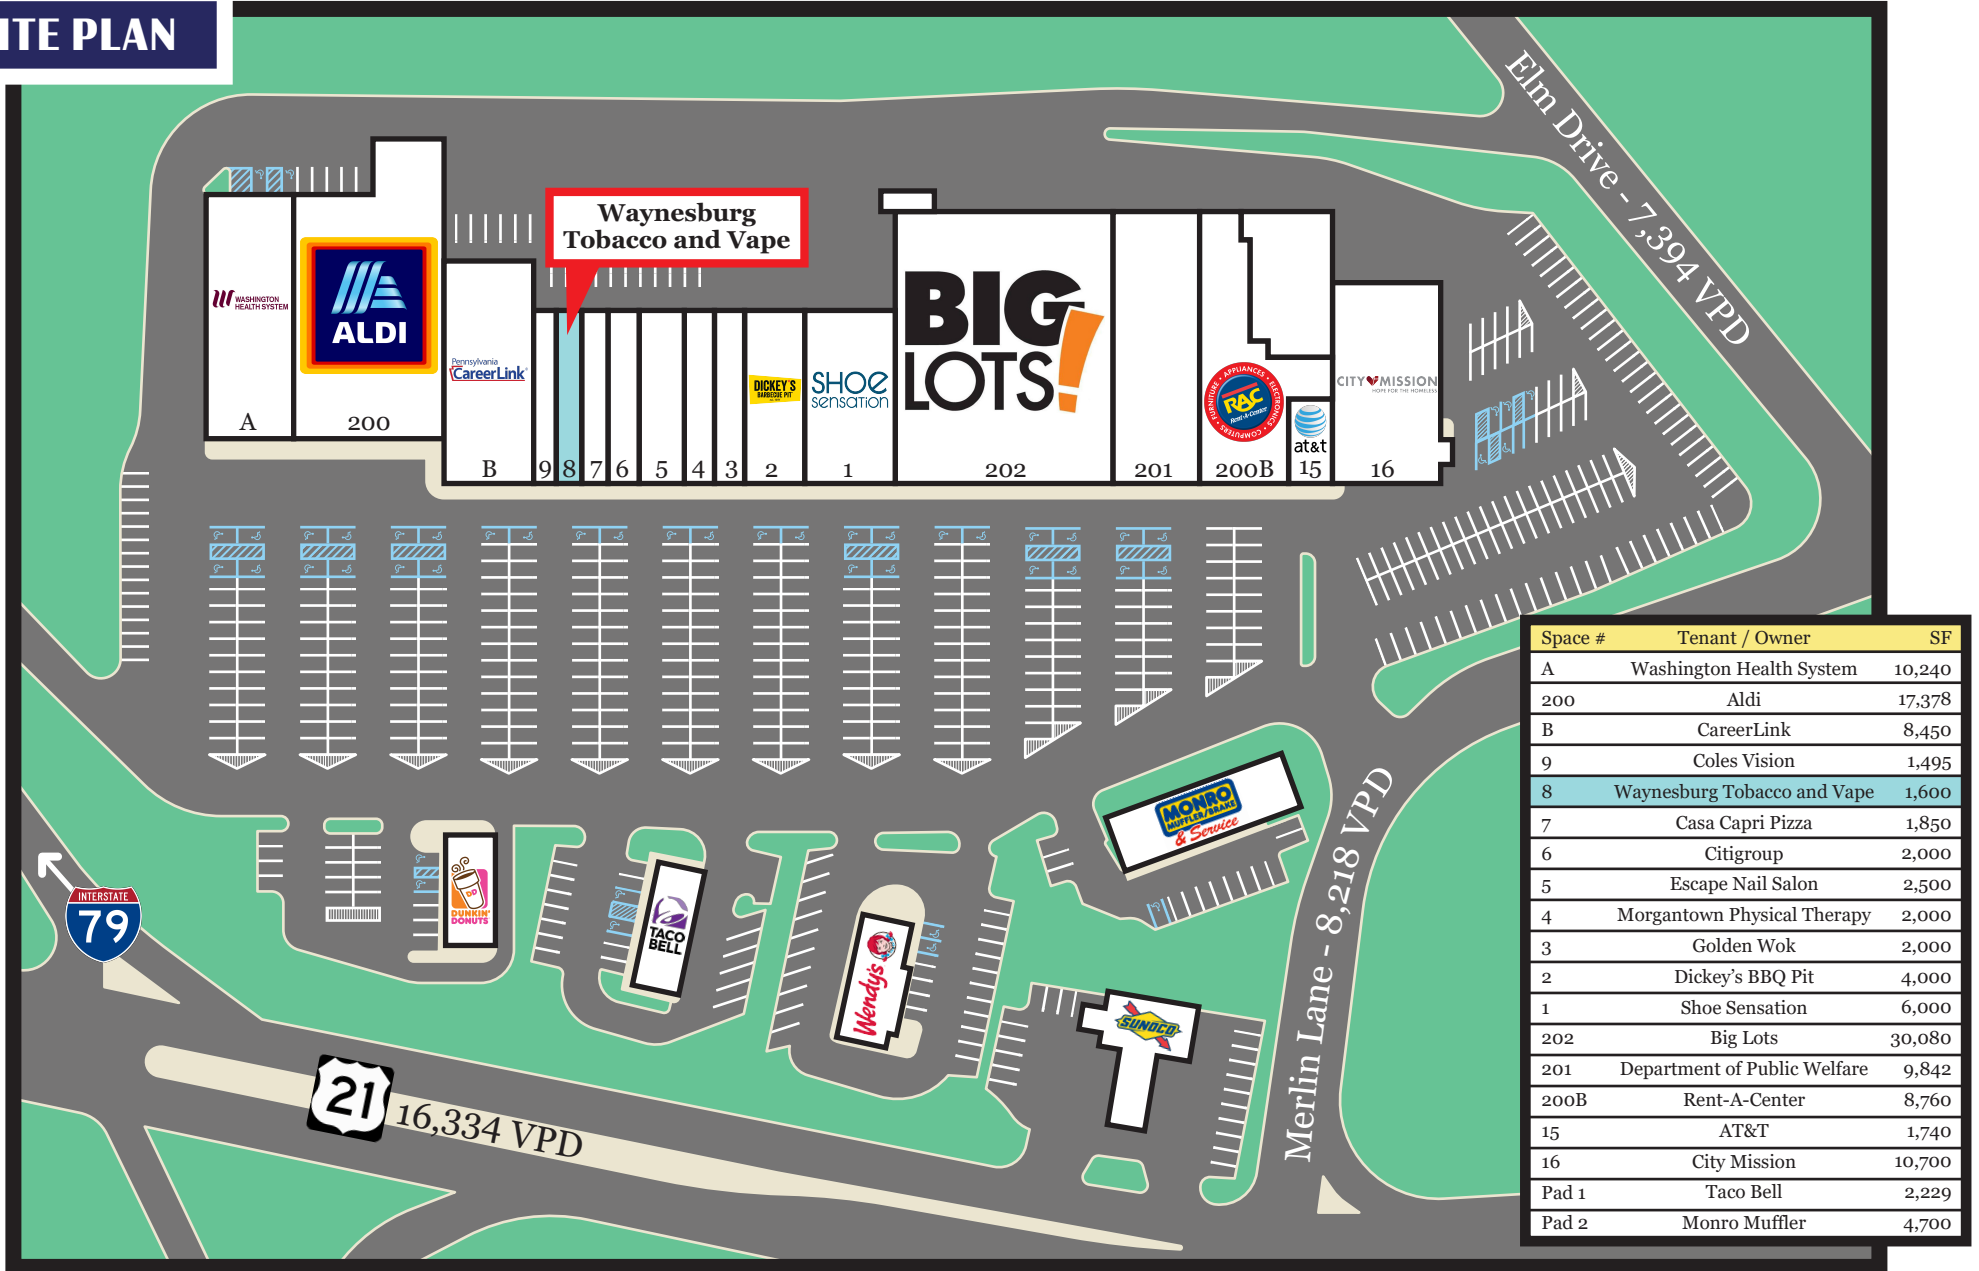 ITE PLAN
Elm Drive - 7,394 VPD
Waynesburg
Tobacco and Vape
WASHINGTON
HEALTH SYSTEM
A
ALDI
200
Pennsylvania
CareerLink
B
9
8
7
6
5
4
3
DICKEY'S
BARBECUE PIT
2
SHOE
sensation
1
BIG
LOTS!
202
201
FURNITURE • APPLIANCES • ELECTRONICS • COMPUTERS
RAC
Rent-A-Center
200B
at&t
15
CITY MISSION
HOPE FOR THE HOMELESS
16
MONRO
MUFFLER/BRAKE
& Service
DD
DUNKIN'
DONUTS
TACO
BELL
Wendy's
SUNOCO
Merlin Lane - 8,218 VPD
INTERSTATE
79
21
16,334 VPD
Space # Tenant / Owner SF
A Washington Health System 10,240
200 Aldi 17,378
B CareerLink 8,450
9 Coles Vision 1,495
8 Waynesburg Tobacco and Vape 1,600
7 Casa Capri Pizza 1,850
6 Citigroup 2,000
5 Escape Nail Salon 2,500
4 Morgantown Physical Therapy 2,000
3 Golden Wok 2,000
2 Dickey's BBQ Pit 4,000
1 Shoe Sensation 6,000
202 Big Lots 30,080
201 Department of Public Welfare 9,842
200B Rent-A-Center 8,760
15 AT&T 1,740
16 City Mission 10,700
Pad 1 Taco Bell 2,229
Pad 2 Monro Muffler 4,700